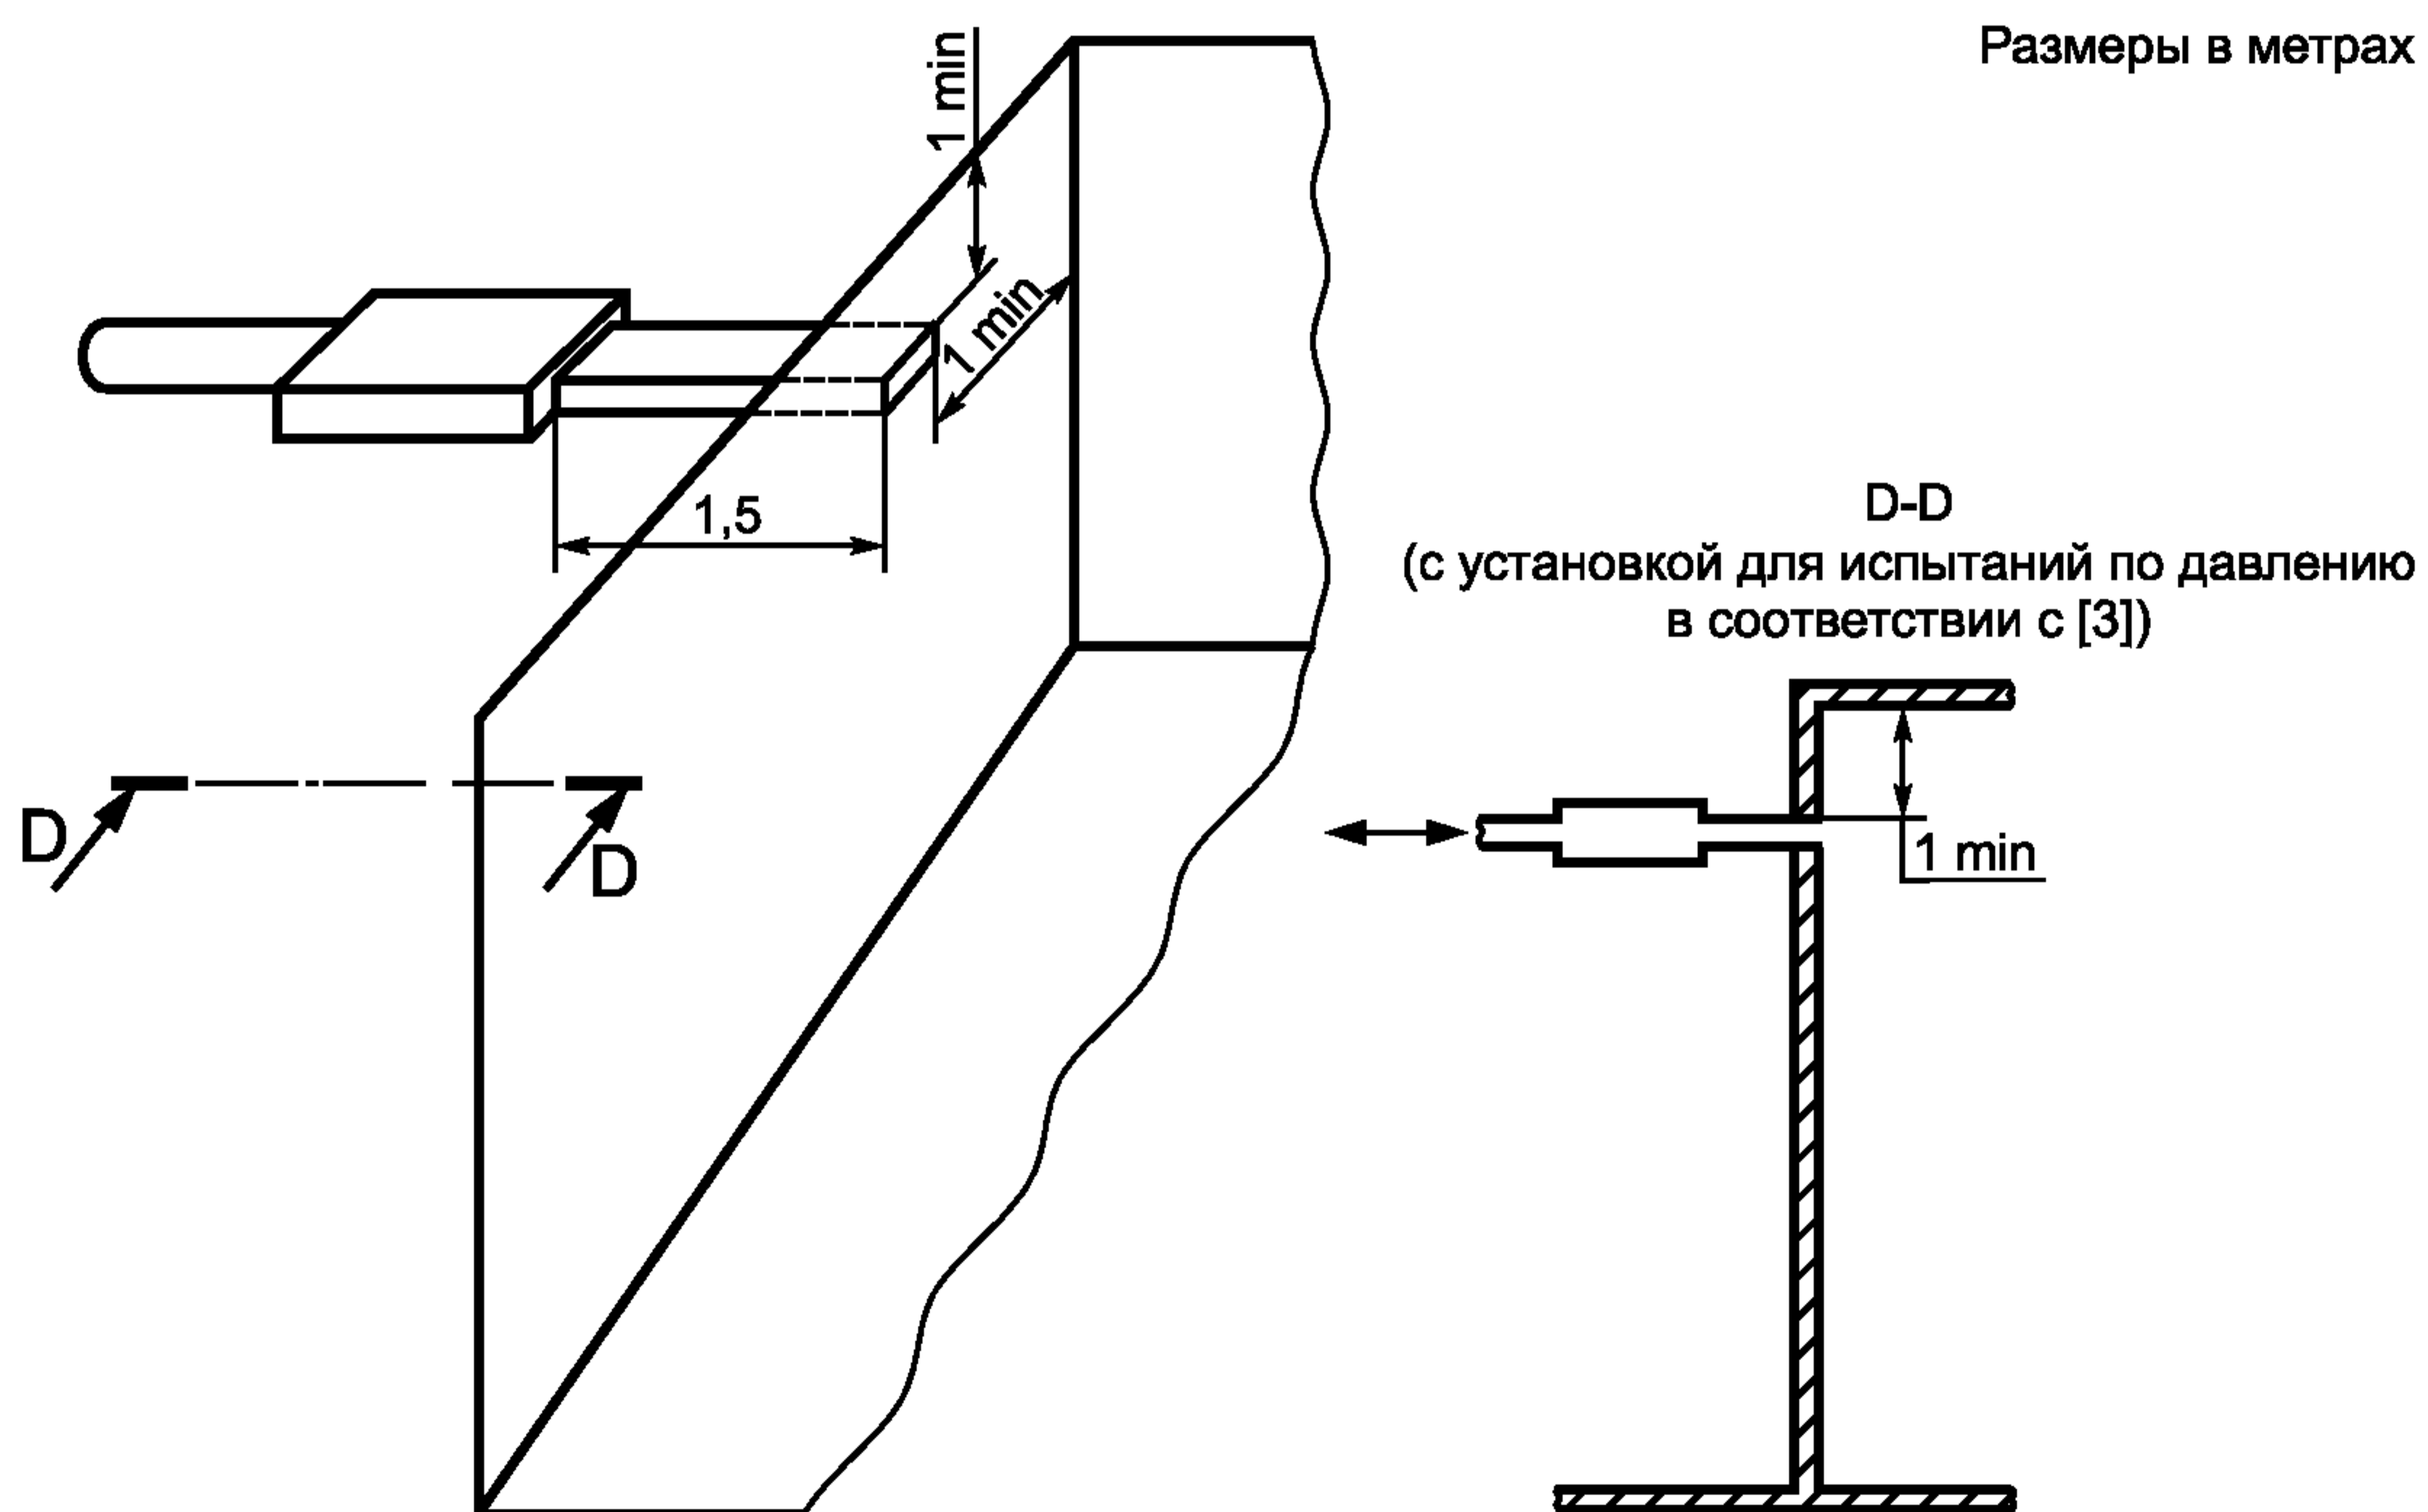 Размеры в метрах
1 min
1 min
1,5
D
D
D-D
(с установкой для испытаний по давлению
в соответствии с [3])
1 min